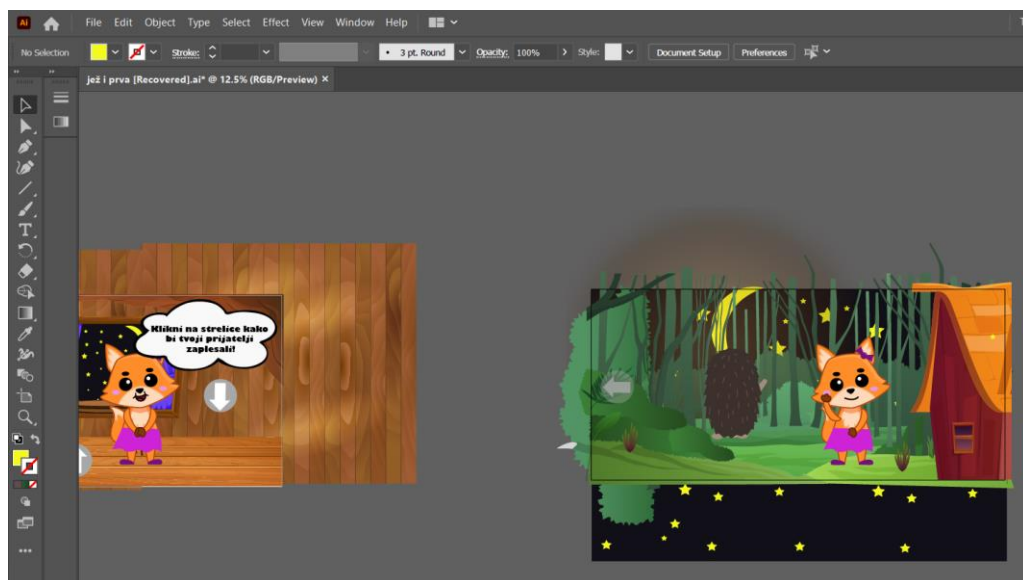 Ai File Edit Object Type Select Effect View Window Help
No Selection Stroke: 3 pt. Round Opacity: 100% Style: Document Setup Preferences
jež i prva [Recovered].ai* @ 12.5% (RGB/Preview) ×
Klikni na strelice kako
bi tvoji prijatelji
zaplesali!